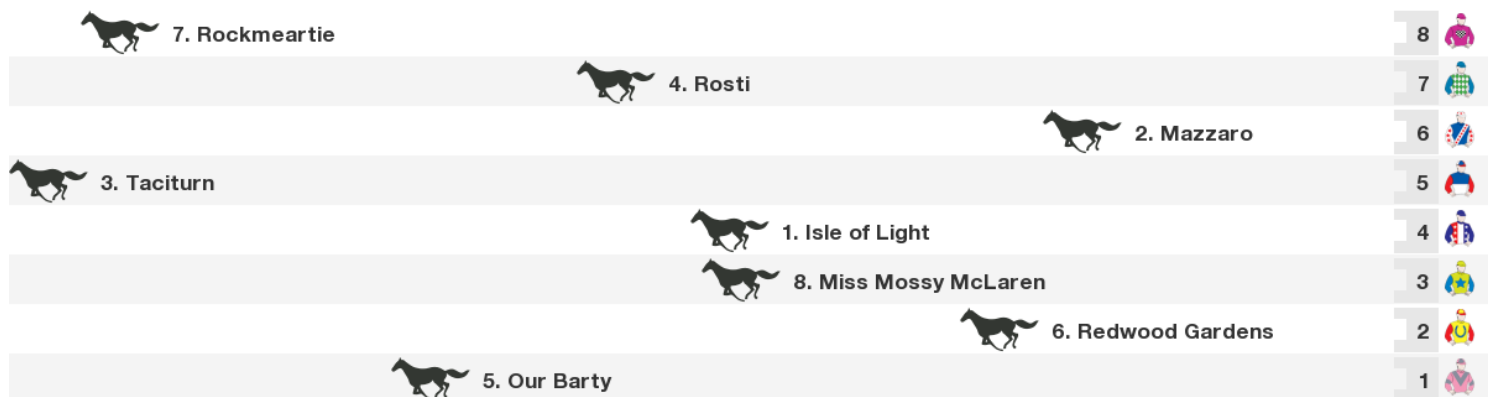 7. Rockmeartie 8
4. Rosti 7
2. Mazzaro 6
3. Taciturn 5
1. Isle of Light 4
8. Miss Mossy McLaren 3
6. Redwood Gardens 2
5. Our Barty 1